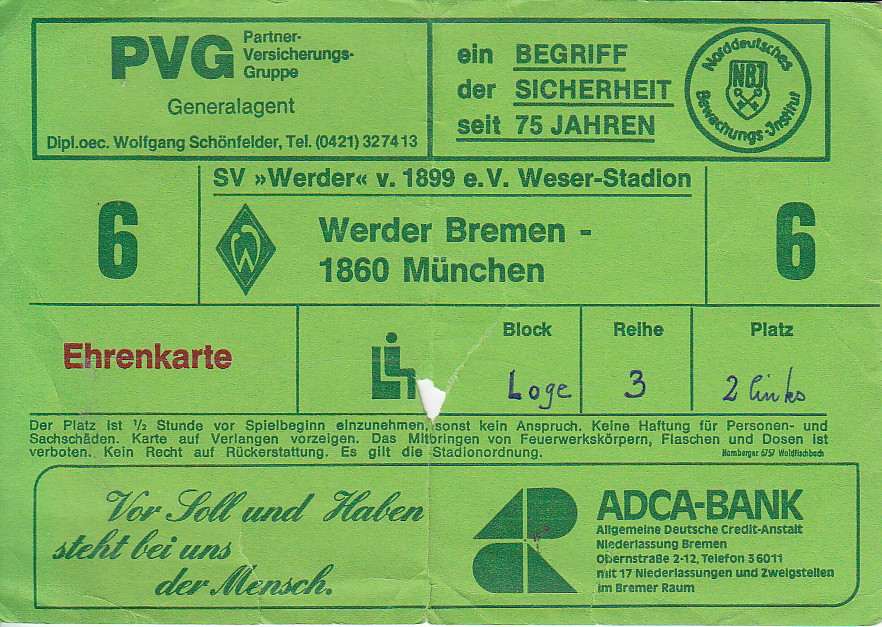 PVG Partner-
Versicherungs-
Gruppe
Generalagent
Dipl.oec. Wolfgang Schönfelder, Tel. (0421) 327413
ein BEGRIFF
der SICHERHEIT
seit 75 JAHREN
Norddeutsches
NBI
Bewachungs-Institut
SV »Werder« v. 1899 e.V. Weser-Stadion
6
W
Werder Bremen -
1860 München
6
Ehrenkarte
Block
Reihe
Platz
Loge
3
2 links
Der Platz ist ½ Stunde vor Spielbeginn einzunehmen, sonst kein Anspruch. Keine Haftung für Personen- und
Sachschäden. Karte auf Verlangen vorzeigen. Das Mitbringen von Feuerwerkskörpern, Flaschen und Dosen ist
verboten. Kein Recht auf Rückerstattung. Es gilt die Stadionordnung.
Hamberger 6757 Waldfischbach
Vor Soll und Haben
steht bei uns
der Mensch.
ADCA-BANK
Allgemeine Deutsche Credit-Anstalt
Niederlassung Bremen
Obernstraße 2-12, Telefon 36011
mit 17 Niederlassungen und Zweigstellen
im Bremer Raum